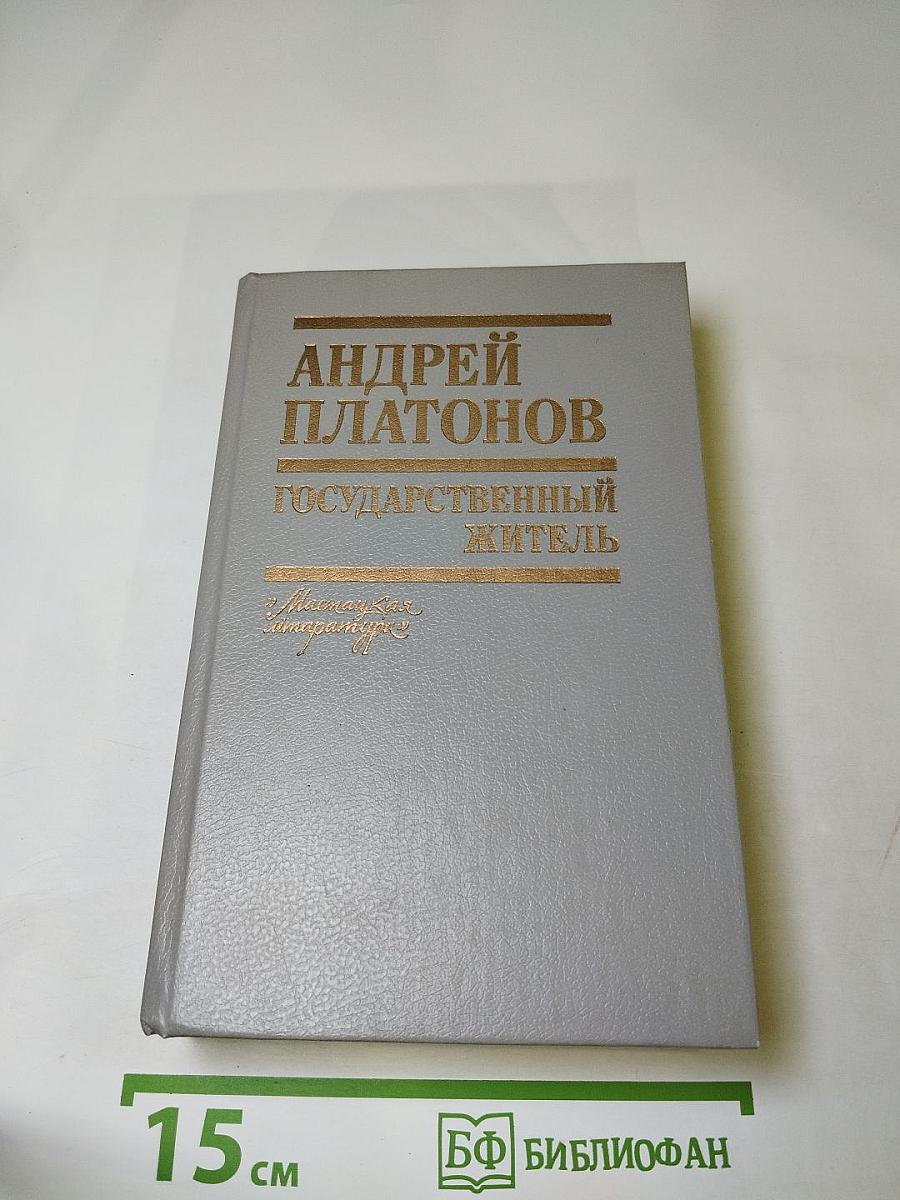 АНДРЕЙ
ПЛАТОНОВ
ГОСУДАРСТВЕННЫЙ
ЖИТЕЛЬ
"Мастацкая
літаратура"
15 см
БФ БИБЛИОФАН